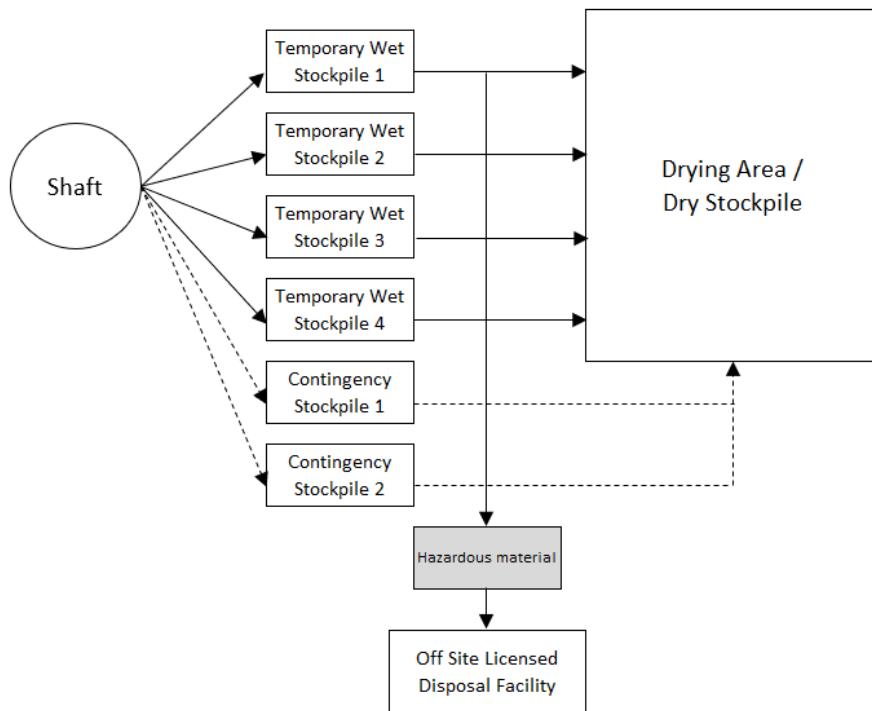 Shaft
Temporary Wet
Stockpile 1
Temporary Wet
Stockpile 2
Temporary Wet
Stockpile 3
Temporary Wet
Stockpile 4
Contingency
Stockpile 1
Contingency
Stockpile 2
Drying Area /
Dry Stockpile
Hazardous material
Off Site Licensed
Disposal Facility